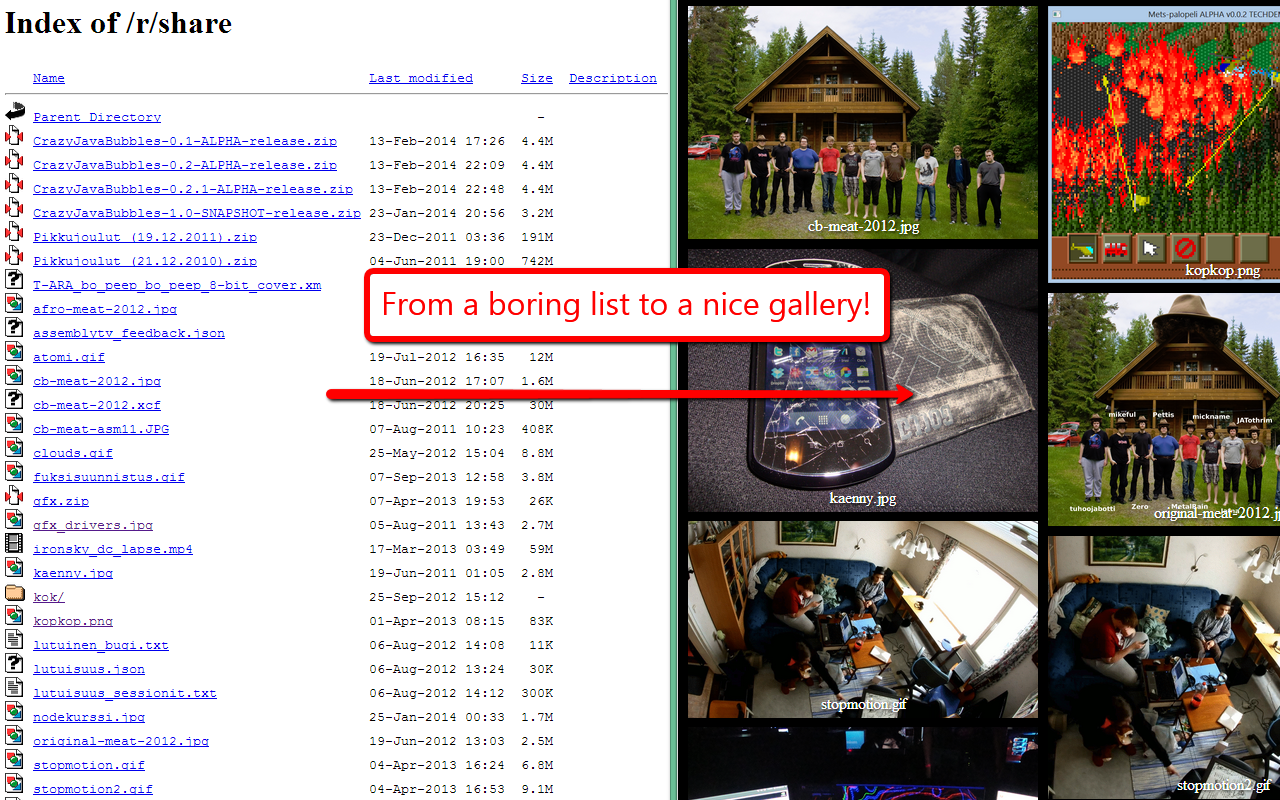 Index of /r/share
Name Last modified Size Description
Parent Directory -
CrazyJavaBubbles-0.1-ALPHA-release.zip 13-Feb-2014 17:26 4.4M
CrazyJavaBubbles-0.2-ALPHA-release.zip 13-Feb-2014 22:09 4.4M
CrazyJavaBubbles-0.2.1-ALPHA-release.zip 13-Feb-2014 22:48 4.4M
CrazyJavaBubbles-1.0-SNAPSHOT-release.zip 23-Jan-2014 20:56 3.2M
Pikkujoulut (19.12.2011).zip 23-Dec-2011 03:36 191M
Pikkujoulut (21.12.2010).zip 04-Jun-2011 19:00 742M
T-ARA_bo_peep_bo_peep_8-bit_cover.xm
afro-meat-2012.jpg
assemblytv_feedback.json
atomi.gif 19-Jul-2012 16:35 12M
cb-meat-2012.jpg 18-Jun-2012 17:07 1.6M
cb-meat-2012.xcf 18-Jun-2012 20:25 30M
cb-meat-asm11.JPG 07-Aug-2011 10:23 408K
clouds.gif 25-May-2012 15:04 8.8M
fuksisuunnistus.gif 07-Sep-2013 12:58 3.8M
gfx.zip 07-Apr-2013 19:53 26K
gfx_drivers.jpg 05-Aug-2011 13:43 2.7M
ironsky_dc_lapse.mp4 17-Mar-2013 03:49 59M
kaenny.jpg 19-Jun-2011 01:05 2.8M
kok/ 25-Sep-2012 15:12 -
kopkop.png 01-Apr-2013 08:15 83K
lutuinen_bugi.txt 06-Aug-2012 14:08 11K
lutuisuus.json 06-Aug-2012 13:24 30K
lutuisuus_sessionit.txt 06-Aug-2012 14:12 300K
nodekurssi.jpg 25-Jan-2014 00:33 1.7M
original-meat-2012.jpg 19-Jun-2012 13:03 2.5M
stopmotion.gif 04-Apr-2013 16:24 6.8M
stopmotion2.gif 04-Apr-2013 16:53 9.1M
From a boring list to a nice gallery!
cb-meat-2012.jpg
Mets-palopeli ALPHA v0.0.2 TECHDEM
kopkop.png
kaenny.jpg
mikeful Pettis mickname JATothrim
tuhoojabotti Zero MetalBain
original-meat-2012.jp
stopmotion.gif
stopmotion2.gif